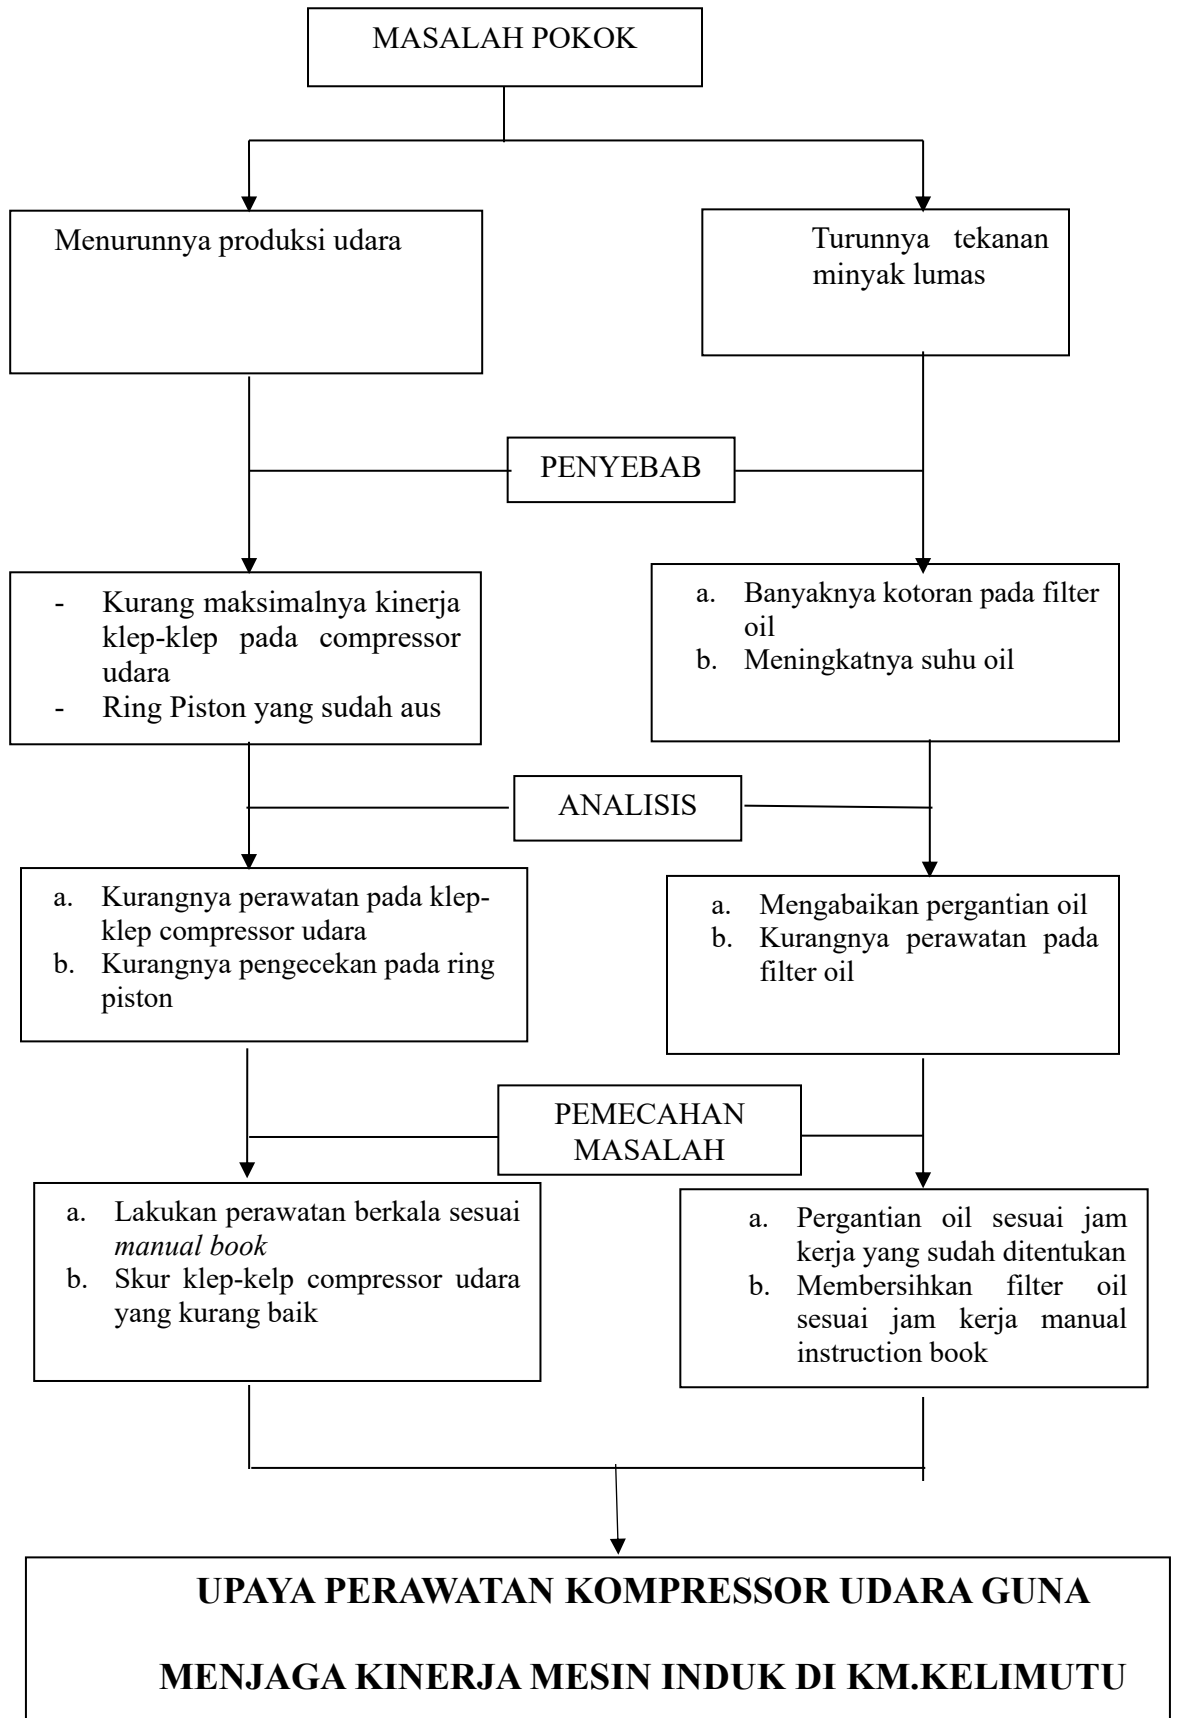 MASALAH POKOK
Menurunnya produksi udara
Turunnya tekanan
minyak lumas
PENYEBAB
- Kurang maksimalnya kinerja
klep-klep pada compressor
udara
- Ring Piston yang sudah aus
a. Banyaknya kotoran pada filter
oil
b. Meningkatnya suhu oil
ANALISIS
a. Kurangnya perawatan pada klep-
klep compressor udara
b. Kurangnya pengecekan pada ring
piston
a. Mengabaikan pergantian oil
b. Kurangnya perawatan pada
filter oil
PEMECAHAN
MASALAH
a. Lakukan perawatan berkala sesuai
manual book
b. Skur klep-kelp compressor udara
yang kurang baik
a. Pergantian oil sesuai jam
kerja yang sudah ditentukan
b. Membersihkan filter oil
sesuai jam kerja manual
instruction book
UPAYA PERAWATAN KOMPRESSOR UDARA GUNA
MENJAGA KINERJA MESIN INDUK DI KM.KELIMUTU